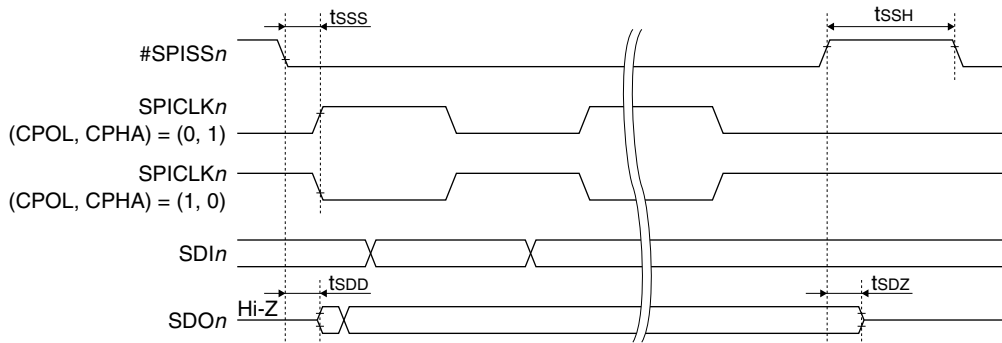 tSSS
tSSH
#SPISSn
SPICLKn
(CPOL, CPHA) = (0, 1)
SPICLKn
(CPOL, CPHA) = (1, 0)
SDIn
tSDD
tSDZ
Hi-Z
SDOn